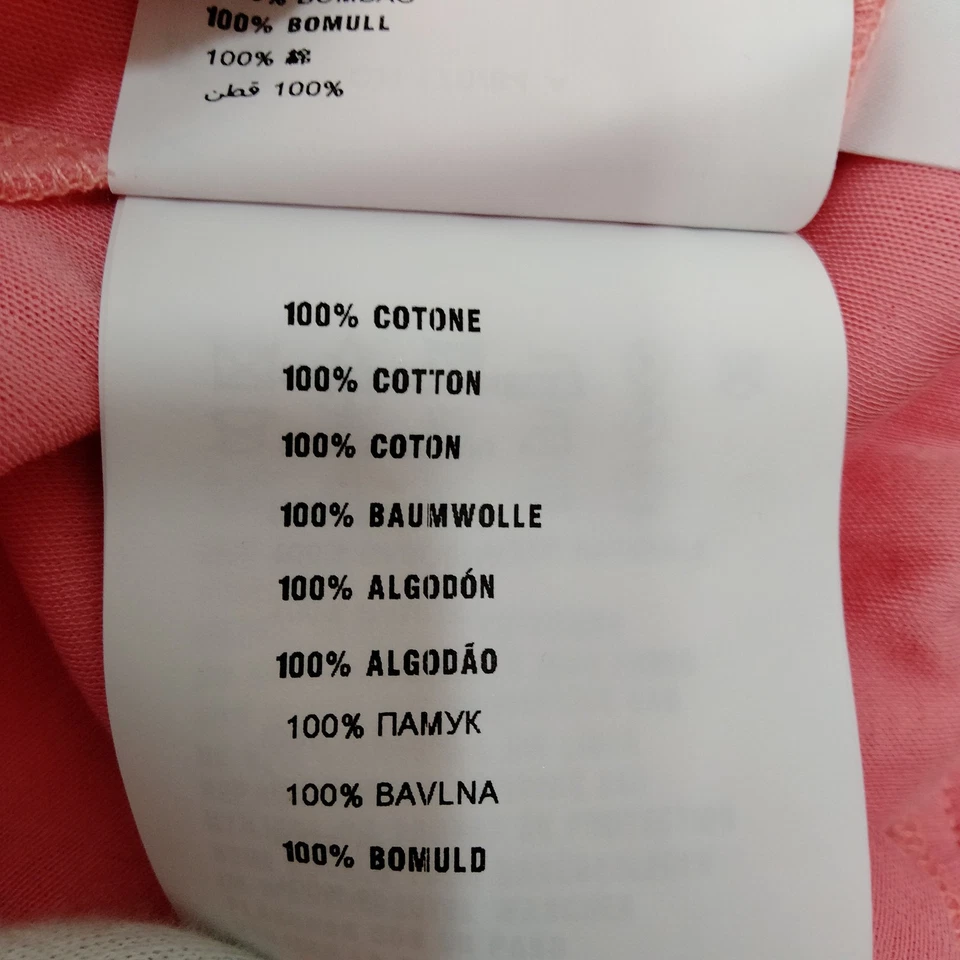 100% BOMULL
100% 棉
قطن 100%
100% COTONE
100% COTTON
100% COTON
100% BAUMWOLLE
100% ALGODÓN
100% ALGODÃO
100% ПАМУК
100% BAVLNA
100% BOMULD